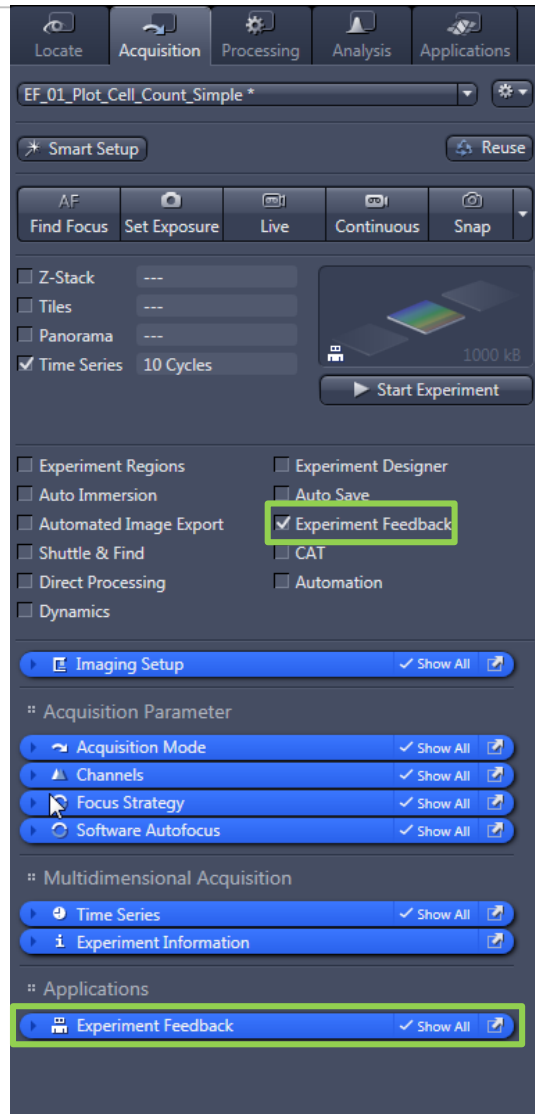 Locate Acquisition Processing Analysis Applications
EF_01_Plot_Cell_Count_Simple *
Smart Setup Reuse
AF
Find Focus Set Exposure Live Continuous Snap
Z-Stack ---
Tiles ---
Panorama ---
Time Series 10 Cycles
1000 kB
Start Experiment
Experiment Regions Experiment Designer
Auto Immersion Auto Save
Automated Image Export Experiment Feedback
Shuttle & Find CAT
Direct Processing Automation
Dynamics
Imaging Setup Show All
Acquisition Parameter
Acquisition Mode Show All
Channels Show All
Focus Strategy Show All
Software Autofocus Show All
Multidimensional Acquisition
Time Series Show All
i Experiment Information
Applications
Experiment Feedback Show All